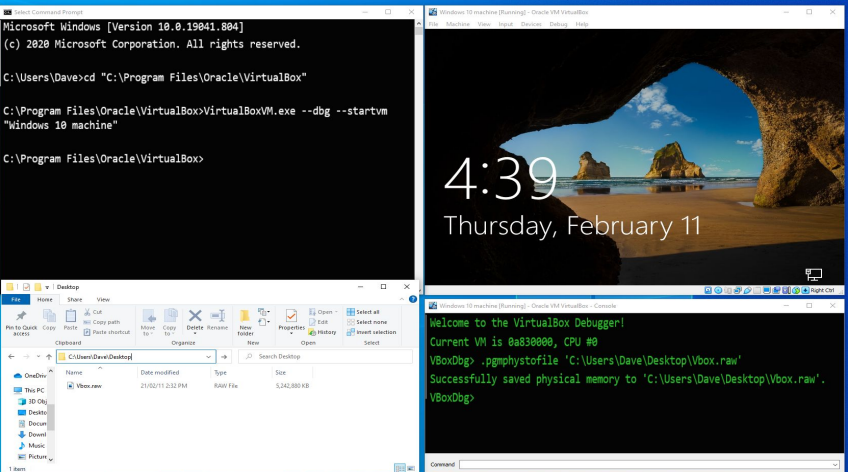 Select Command Prompt
Microsoft Windows [Version 10.0.19041.804]
(c) 2020 Microsoft Corporation. All rights reserved.
C:\Users\Dave>cd "C:\Program Files\Oracle\VirtualBox"
C:\Program Files\Oracle\VirtualBox>VirtualBoxVM.exe --dbg --startvm
"Windows 10 machine"
C:\Program Files\Oracle\VirtualBox>
Windows 10 machine [Running] - Oracle VM VirtualBox
File Machine View Input Devices Debug Help
4:39
Thursday, February 11
Right Ctrl
Desktop
File Home Share View
Pin to Quick access
Copy
Paste
Cut
Copy path
Paste shortcut
Clipboard
Move to
Copy to
Delete
Rename
Organize
New folder
New
Properties
Open
Edit
History
Open
Select all
Select none
Invert selection
Select
C:\Users\Dave\Desktop
Search Desktop
Name Date modified Type Size
Vbox.raw 21/02/11 2:32 PM RAW File 5,242,880 KB
OneDriv
This PC
3D Obj
Deskto
Docum
Downl
Music
Picture
1 item
Windows 10 machine [Running] - Oracle VM VirtualBox - Console
Welcome to the VirtualBox Debugger!
Current VM is 0a830000, CPU #0
VBoxDbg> .pgmphystofile 'C:\Users\Dave\Desktop\Vbox.raw'
Successfully saved physical memory to 'C:\Users\Dave\Desktop\Vbox.raw'.
VBoxDbg>
Command